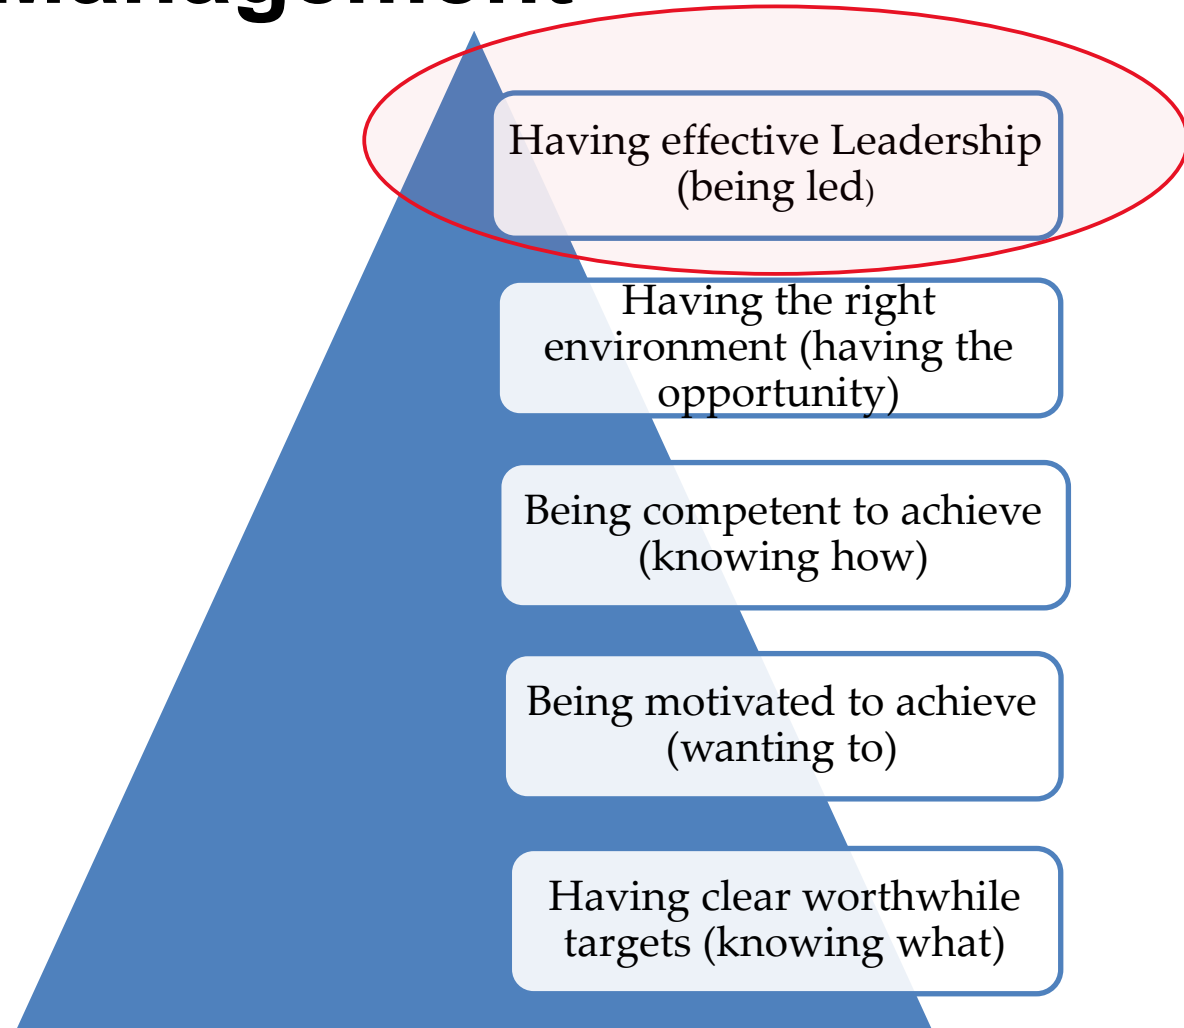 Management
Having effective Leadership
(being led)
Having the right
environment (having the
opportunity)
Being competent to achieve
(knowing how)
Being motivated to achieve
(wanting to)
Having clear worthwhile
targets (knowing what)